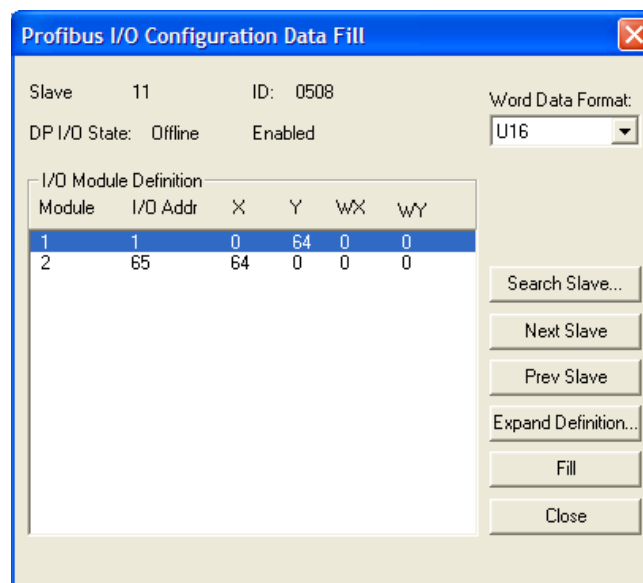 Profibus I/O Configuration Data Fill
Slave 11 ID: 0508
Word Data Format:
DP I/O State: Offline Enabled
U16
I/O Module Definition
Module I/O Addr X Y WX WY
1 1 0 64 0 0
2 65 64 0 0 0
Search Slave...
Next Slave
Prev Slave
Expand Definition...
Fill
Close